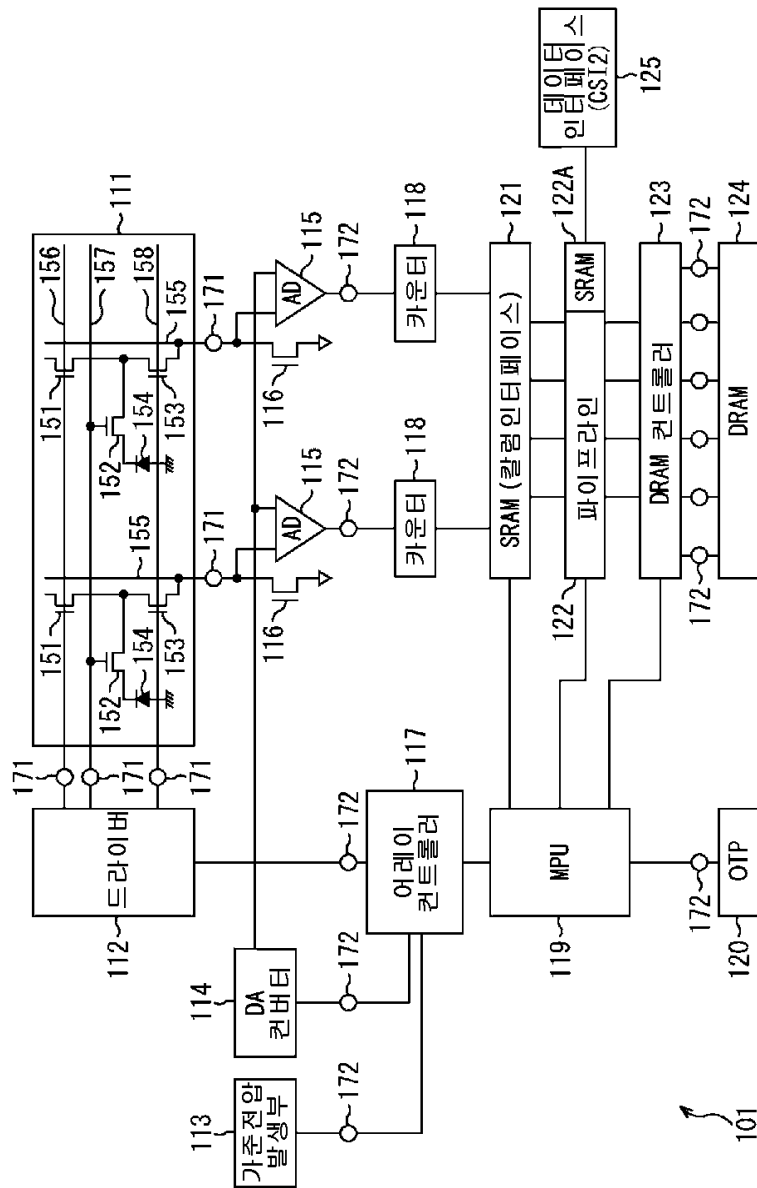 111
156
157
158
155
151
152
154
153
155
151
152
154
153
171
171
171
드라이버
112
171
171
AD
115
116
AD
115
116
114
DA
컨버터
113
가준전압
발생부
172
172
172
172
172
117
어레이
컨트롤러
카운터
118
카운터
118
SRAM(칼럼인터페이스)
121
MPU
119
파이프라인
122
SRAM
122A
데이터
인터페이스
(CSI2)
125
DRAM 컨트롤러
123
172
172
172
OTP
120
DRAM
124
101